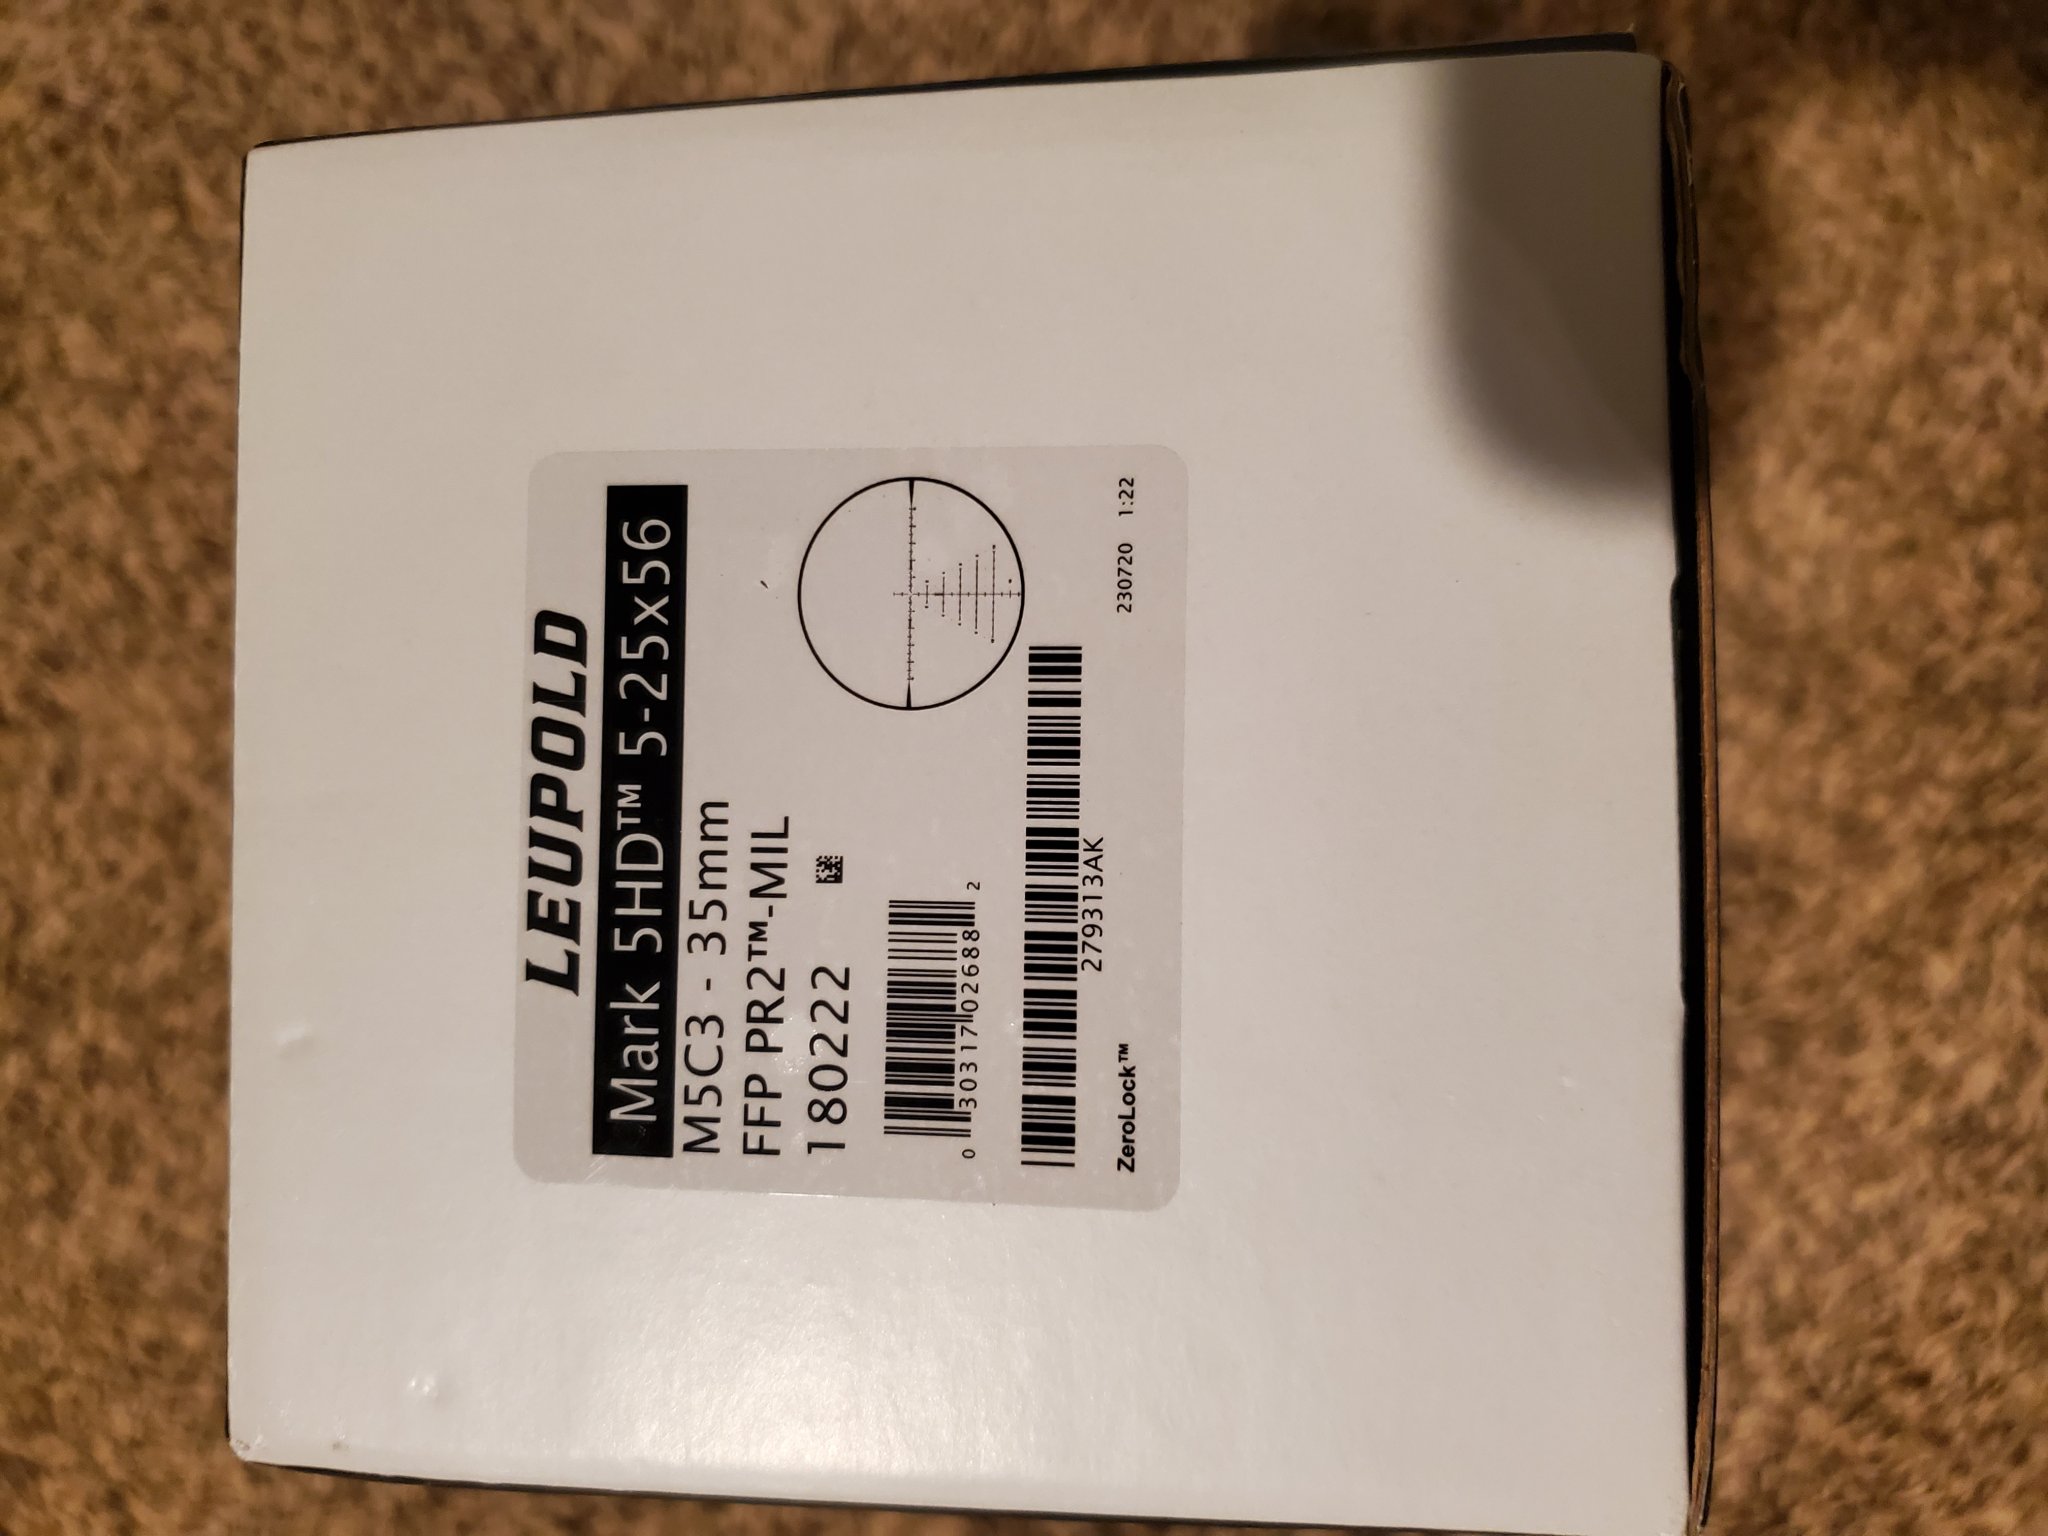 LEUPOLD
Mark 5HD™ 5-25x56
M5C3 - 35mm
FFP PR2™-MIL
180222
0 30317 02688 2
279313AK
ZeroLock™ 230720 1:22